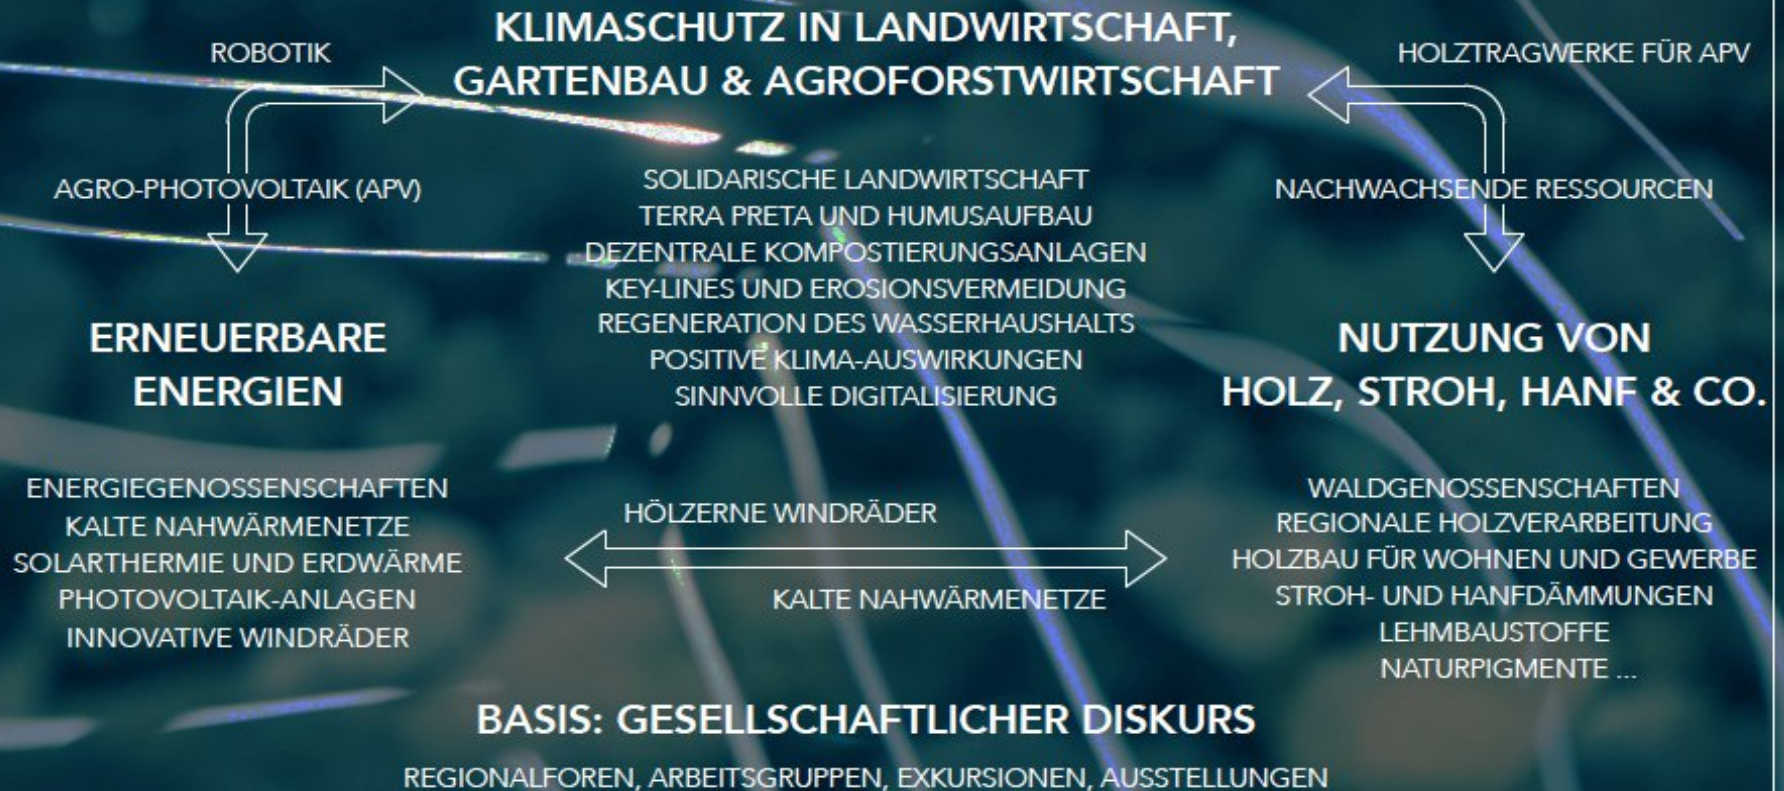 KLIMASCHUTZ IN LANDWIRTSCHAFT,
GARTENBAU & AGROFORSTWIRTSCHAFT
ROBOTIK
AGRO-PHOTOVOLTAIK (APV)
HOLZTRAGWERKE FÜR APV
NACHWACHSENDE RESSOURCEN
SOLIDARISCHE LANDWIRTSCHAFT
TERRA PRETA UND HUMUSAUFBAU
DEZENTRALE KOMPOSTIERUNGSANLAGEN
KEY-LINES UND EROSIONSVERMEIDUNG
REGENERATION DES WASSERHAUSHALTS
POSITIVE KLIMA-AUSWIRKUNGEN
SINNVOLLE DIGITALISIERUNG
ERNEUERBARE
ENERGIEN
ENERGIEGENOSSENSCHAFTEN
KALTE NAHWÄRMENETZE
SOLARTHERMIE UND ERDWÄRME
PHOTOVOLTAIK-ANLAGEN
INNOVATIVE WINDRÄDER
HÖLZERNE WINDRÄDER
KALTE NAHWÄRMENETZE
NUTZUNG VON
HOLZ, STROH, HANF & CO.
WALDGENOSSENSCHAFTEN
REGIONALE HOLZVERARBEITUNG
HOLZBAU FÜR WOHNEN UND GEWERBE
STROH- UND HANFDÄMMUNGEN
LEHMBAUSTOFFE
NATURPIGMENTE ...
BASIS: GESELLSCHAFTLICHER DISKURS
REGIONALFOREN, ARBEITSGRUPPEN, EXKURSIONEN, AUSSTELLUNGEN